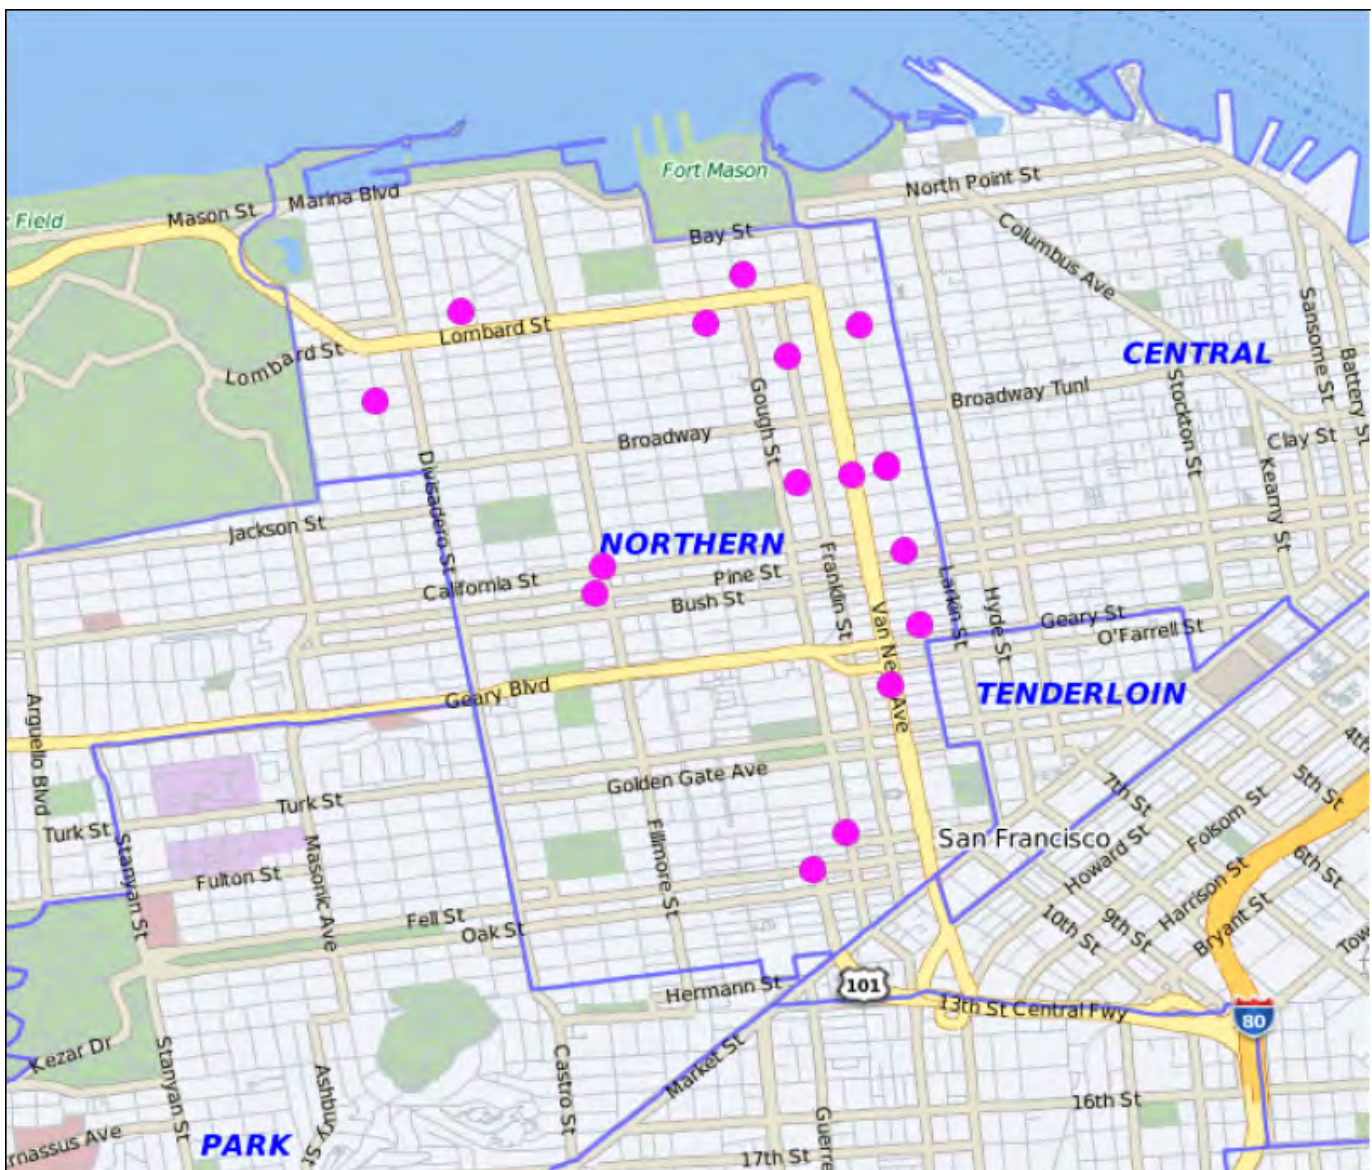 Fort Mason
North Point St
Marina Blvd
Mason St
r Field
Bay St
Columbus Ave
Sansome St
Lombard St
Lombard St
CENTRAL
Battery S
Stockton St
Broadway Tunl
Gough St
Broadway
Clay St
Kearny St
Divisadero St
Jackson St
NORTHERN
California St
Pine St
Franklin St
Bush St
Larkin St
Hyde St
Geary St
O'Farrell St
Van Ne
Ave
Geary Blvd
TENDERLOIN
Arguello Blvd
4th
5th St
Golden Gate Ave
7th St
Turk St
Folsom St
Turk St
Stanyan St
Masonic Ave
Fillmore St
San Francisco
Howard St
6th St
Harrison St
Fulton St
Fell St
Oak St
10th St
9th St
Bryant St
Tow
Hermann St
101
13th St Central Fwy
80
Kezar Dr
Stanyan St
Ashbury St
Castro St
Market St
16th St
Guerre
rnassus Ave
PARK
17th St